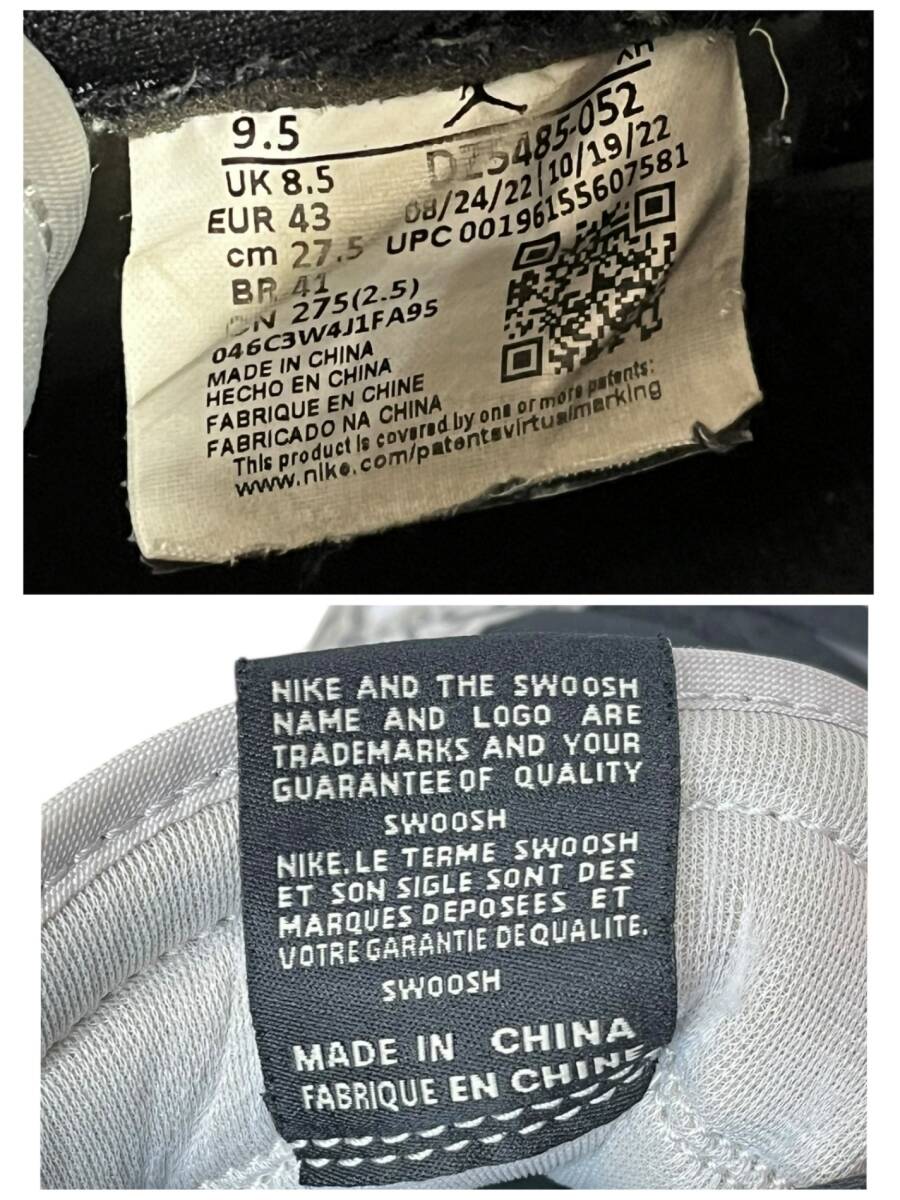 XH
9.5
UK 8.5
EUR 43
cm 27.5
BR 41
CN 275(2.5)
DZ5485-052
08/24/22|10/19/22
UPC 00196155607581
046C3W4J1FA95
MADE IN CHINA
HECHO EN CHINA
FABRIQUE EN CHINE
FABRICADO NA CHINA
This product is covered by one or more patents:
www.nike.com/patentsvirtualmarking
NIKE AND THE SWOOSH
NAME AND LOGO ARE
TRADEMARKS AND YOUR
GUARANTEE OF QUALITY
SWOOSH
NIKE. LE TERME SWOOSH
ET SON SIGLE SONT DES
MARQUES DEPOSEES ET
VOTRE GARANTIE DE QUALITE.
SWOOSH
MADE IN CHINA
FABRIQUE EN CHINE